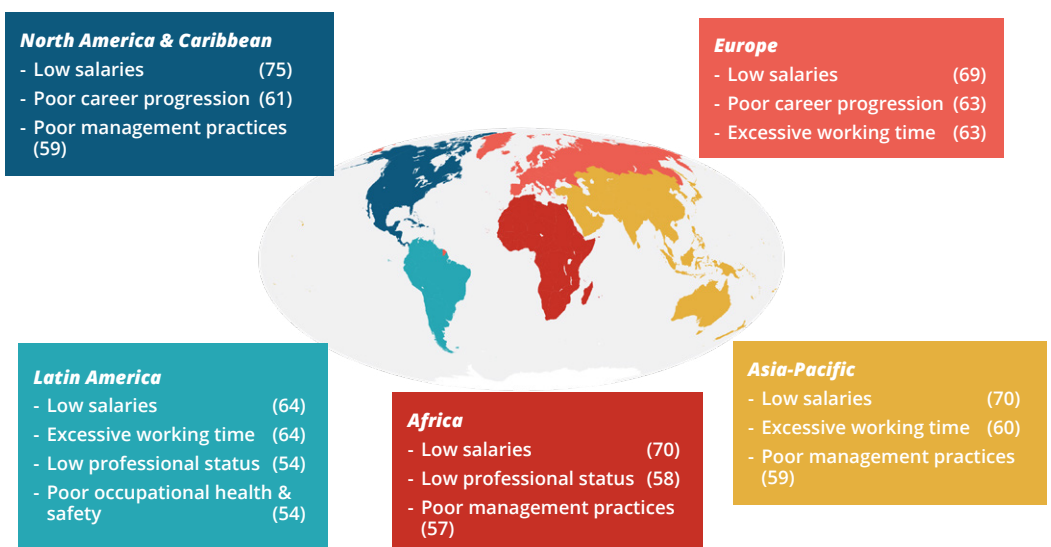 North America & Caribbean
- Low salaries (75)
- Poor career progression (61)
- Poor management practices
(59)
Europe
- Low salaries (69)
- Poor career progression (63)
- Excessive working time (63)
Latin America
- Low salaries (64)
- Excessive working time (64)
- Low professional status (54)
- Poor occupational health &
safety (54)
Africa
- Low salaries (70)
- Low professional status (58)
- Poor management practices
(57)
Asia-Pacific
- Low salaries (70)
- Excessive working time (60)
- Poor management practices
(59)